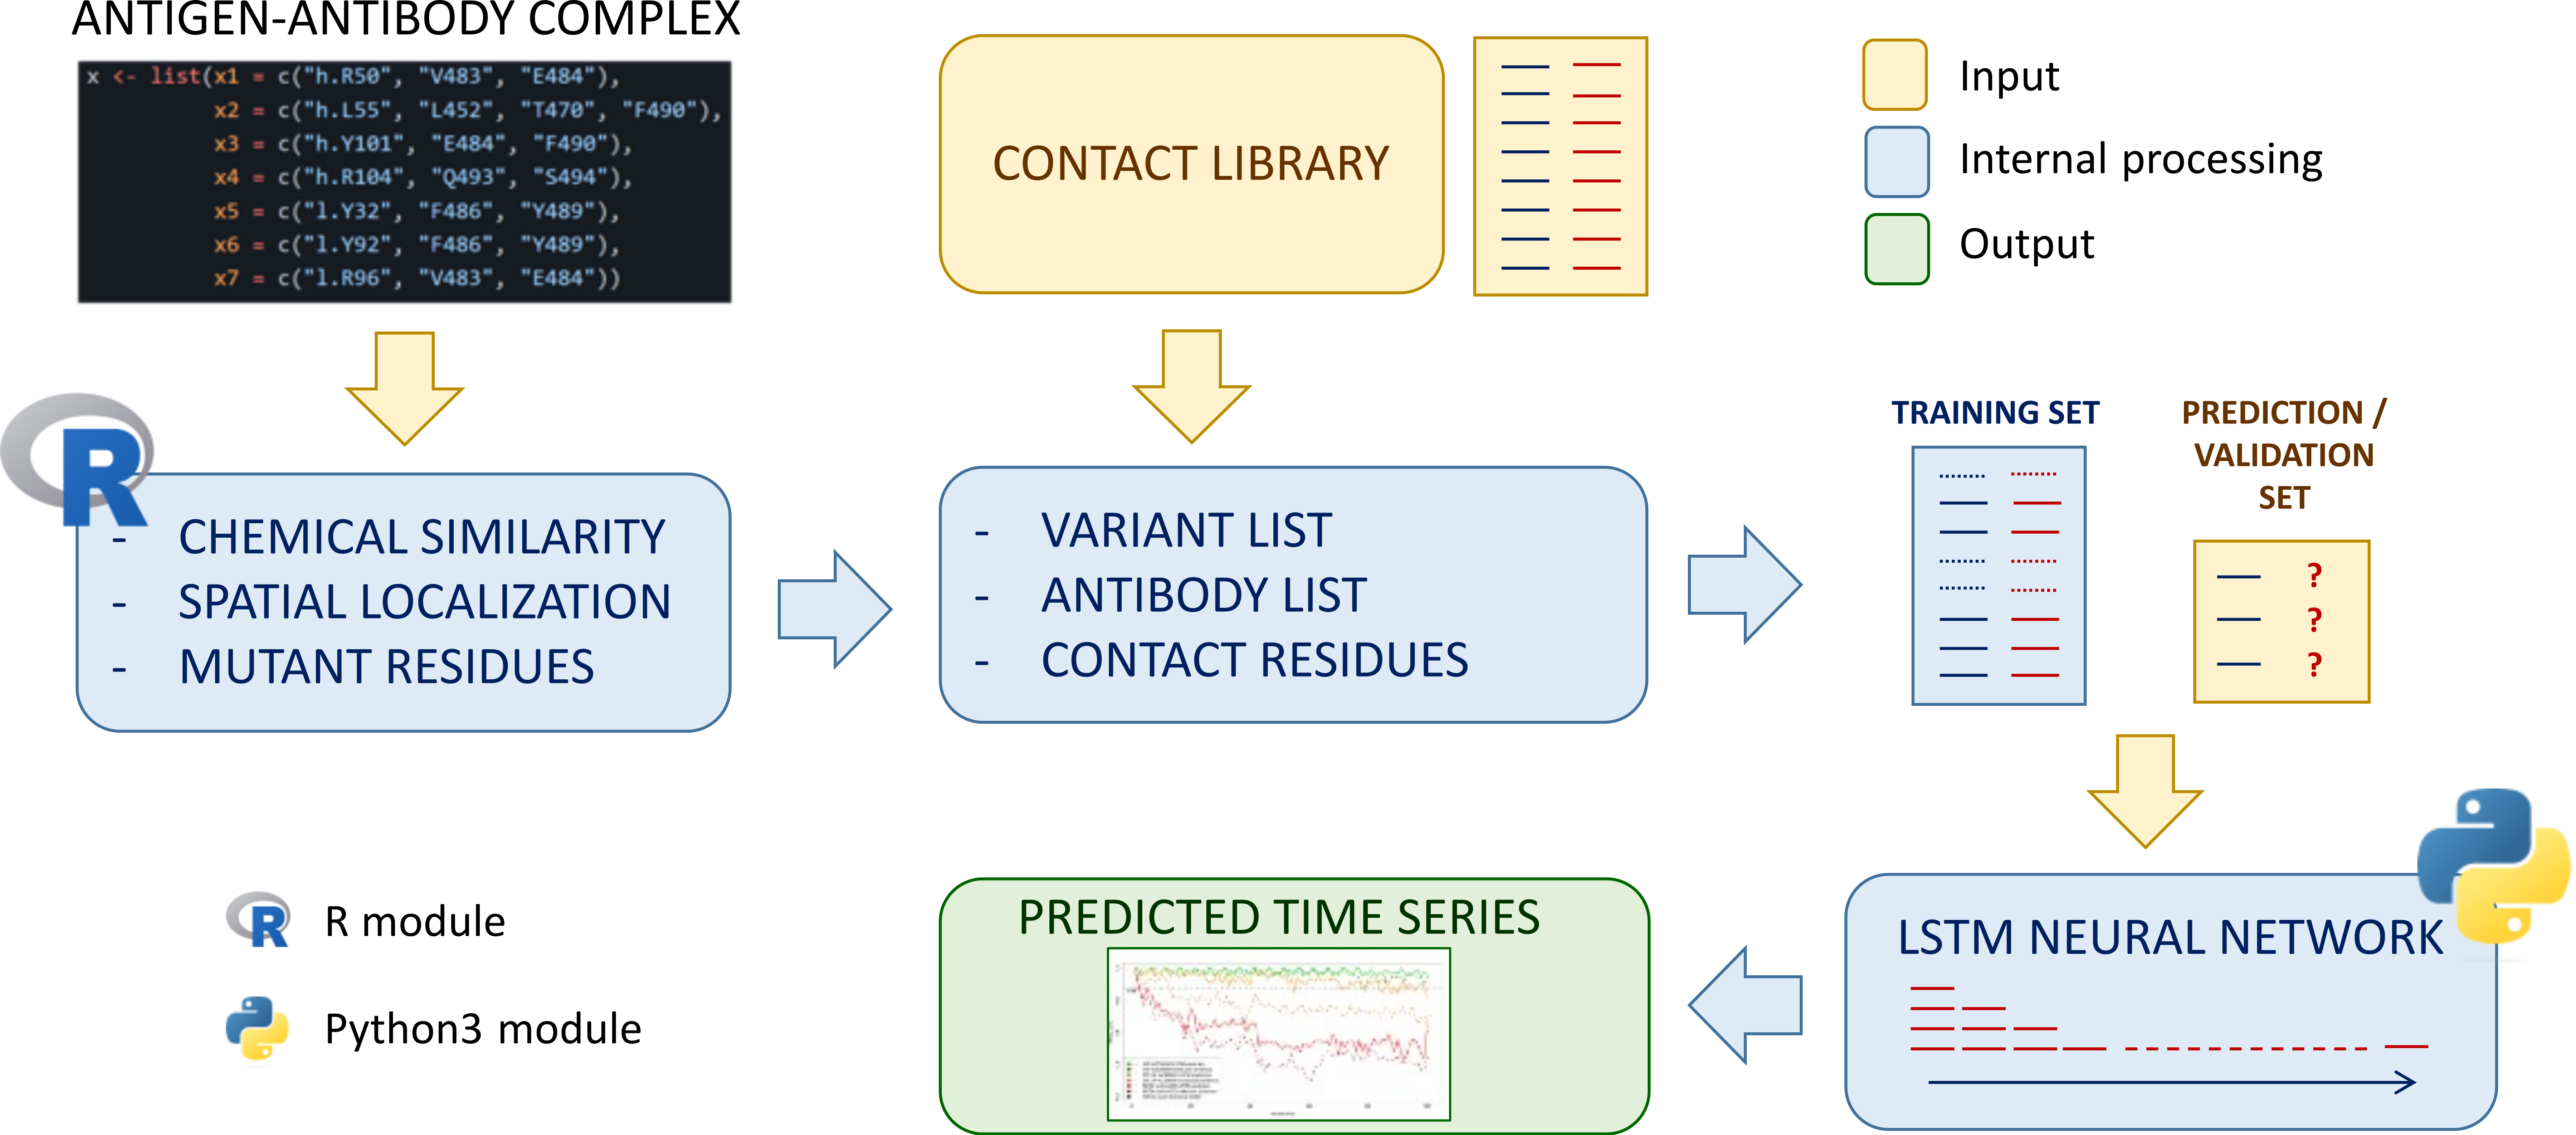 ANTIGEN-ANTIBODY COMPLEX
x <- list(x1 = c("h.R50", "V483", "E484"),
x2 = c("h.L55", "L452", "T470", "F490"),
x3 = c("h.Y101", "E484", "F490"),
x4 = c("h.R104", "Q493", "S494"),
x5 = c("l.Y32", "F486", "Y489"),
x6 = c("l.Y92", "F486", "Y489"),
x7 = c("l.R96", "V483", "E484"))
CONTACT LIBRARY
Input
Internal processing
Output
R
- CHEMICAL SIMILARITY
- SPATIAL LOCALIZATION
- MUTANT RESIDUES
- VARIANT LIST
- ANTIBODY LIST
- CONTACT RESIDUES
TRAINING SET
PREDICTION /
VALIDATION
SET
?
?
?
R R module
Python3 module
PREDICTED TIME SERIES
LSTM NEURAL NETWORK